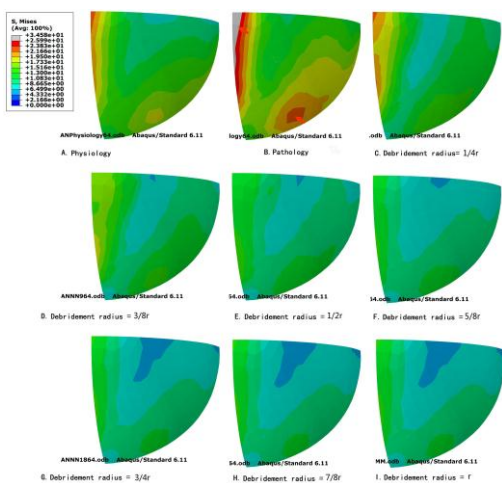 S, Mises
(Avg: 100%)
+3.458e+01
+2.599e+01
+2.383e+01
+2.166e+01
+1.950e+01
+1.733e+01
+1.516e+01
+1.300e+01
+1.083e+01
+8.665e+00
+6.499e+00
+4.332e+00
+2.166e+00
+0.000e+00
ANPhysiology64.odb Abaqus/Standard 6.11
logy64.odb Abaqus/Standard 6.11
.odb Abaqus/Standard 6.11
A. Physiology
B. Pathology
C. Debridement radius= 1/4r
ANNN964.odb Abaqus/Standard 6.11
54.odb Abaqus/Standard 6.11
i4.odb Abaqus/Standard 6.11
D. Debridement radius = 3/8r
E. Debridement radius = 1/2r
F. Debridement radius = 5/8r
ANNN1864.odb Abaqus/Standard 6.11
54.odb Abaqus/Standard 6.11
MM.odb Abaqus/Standard 6.11
G. Debridement radius = 3/4r
H. Debridement radius = 7/8r
I. Debridement radius = r